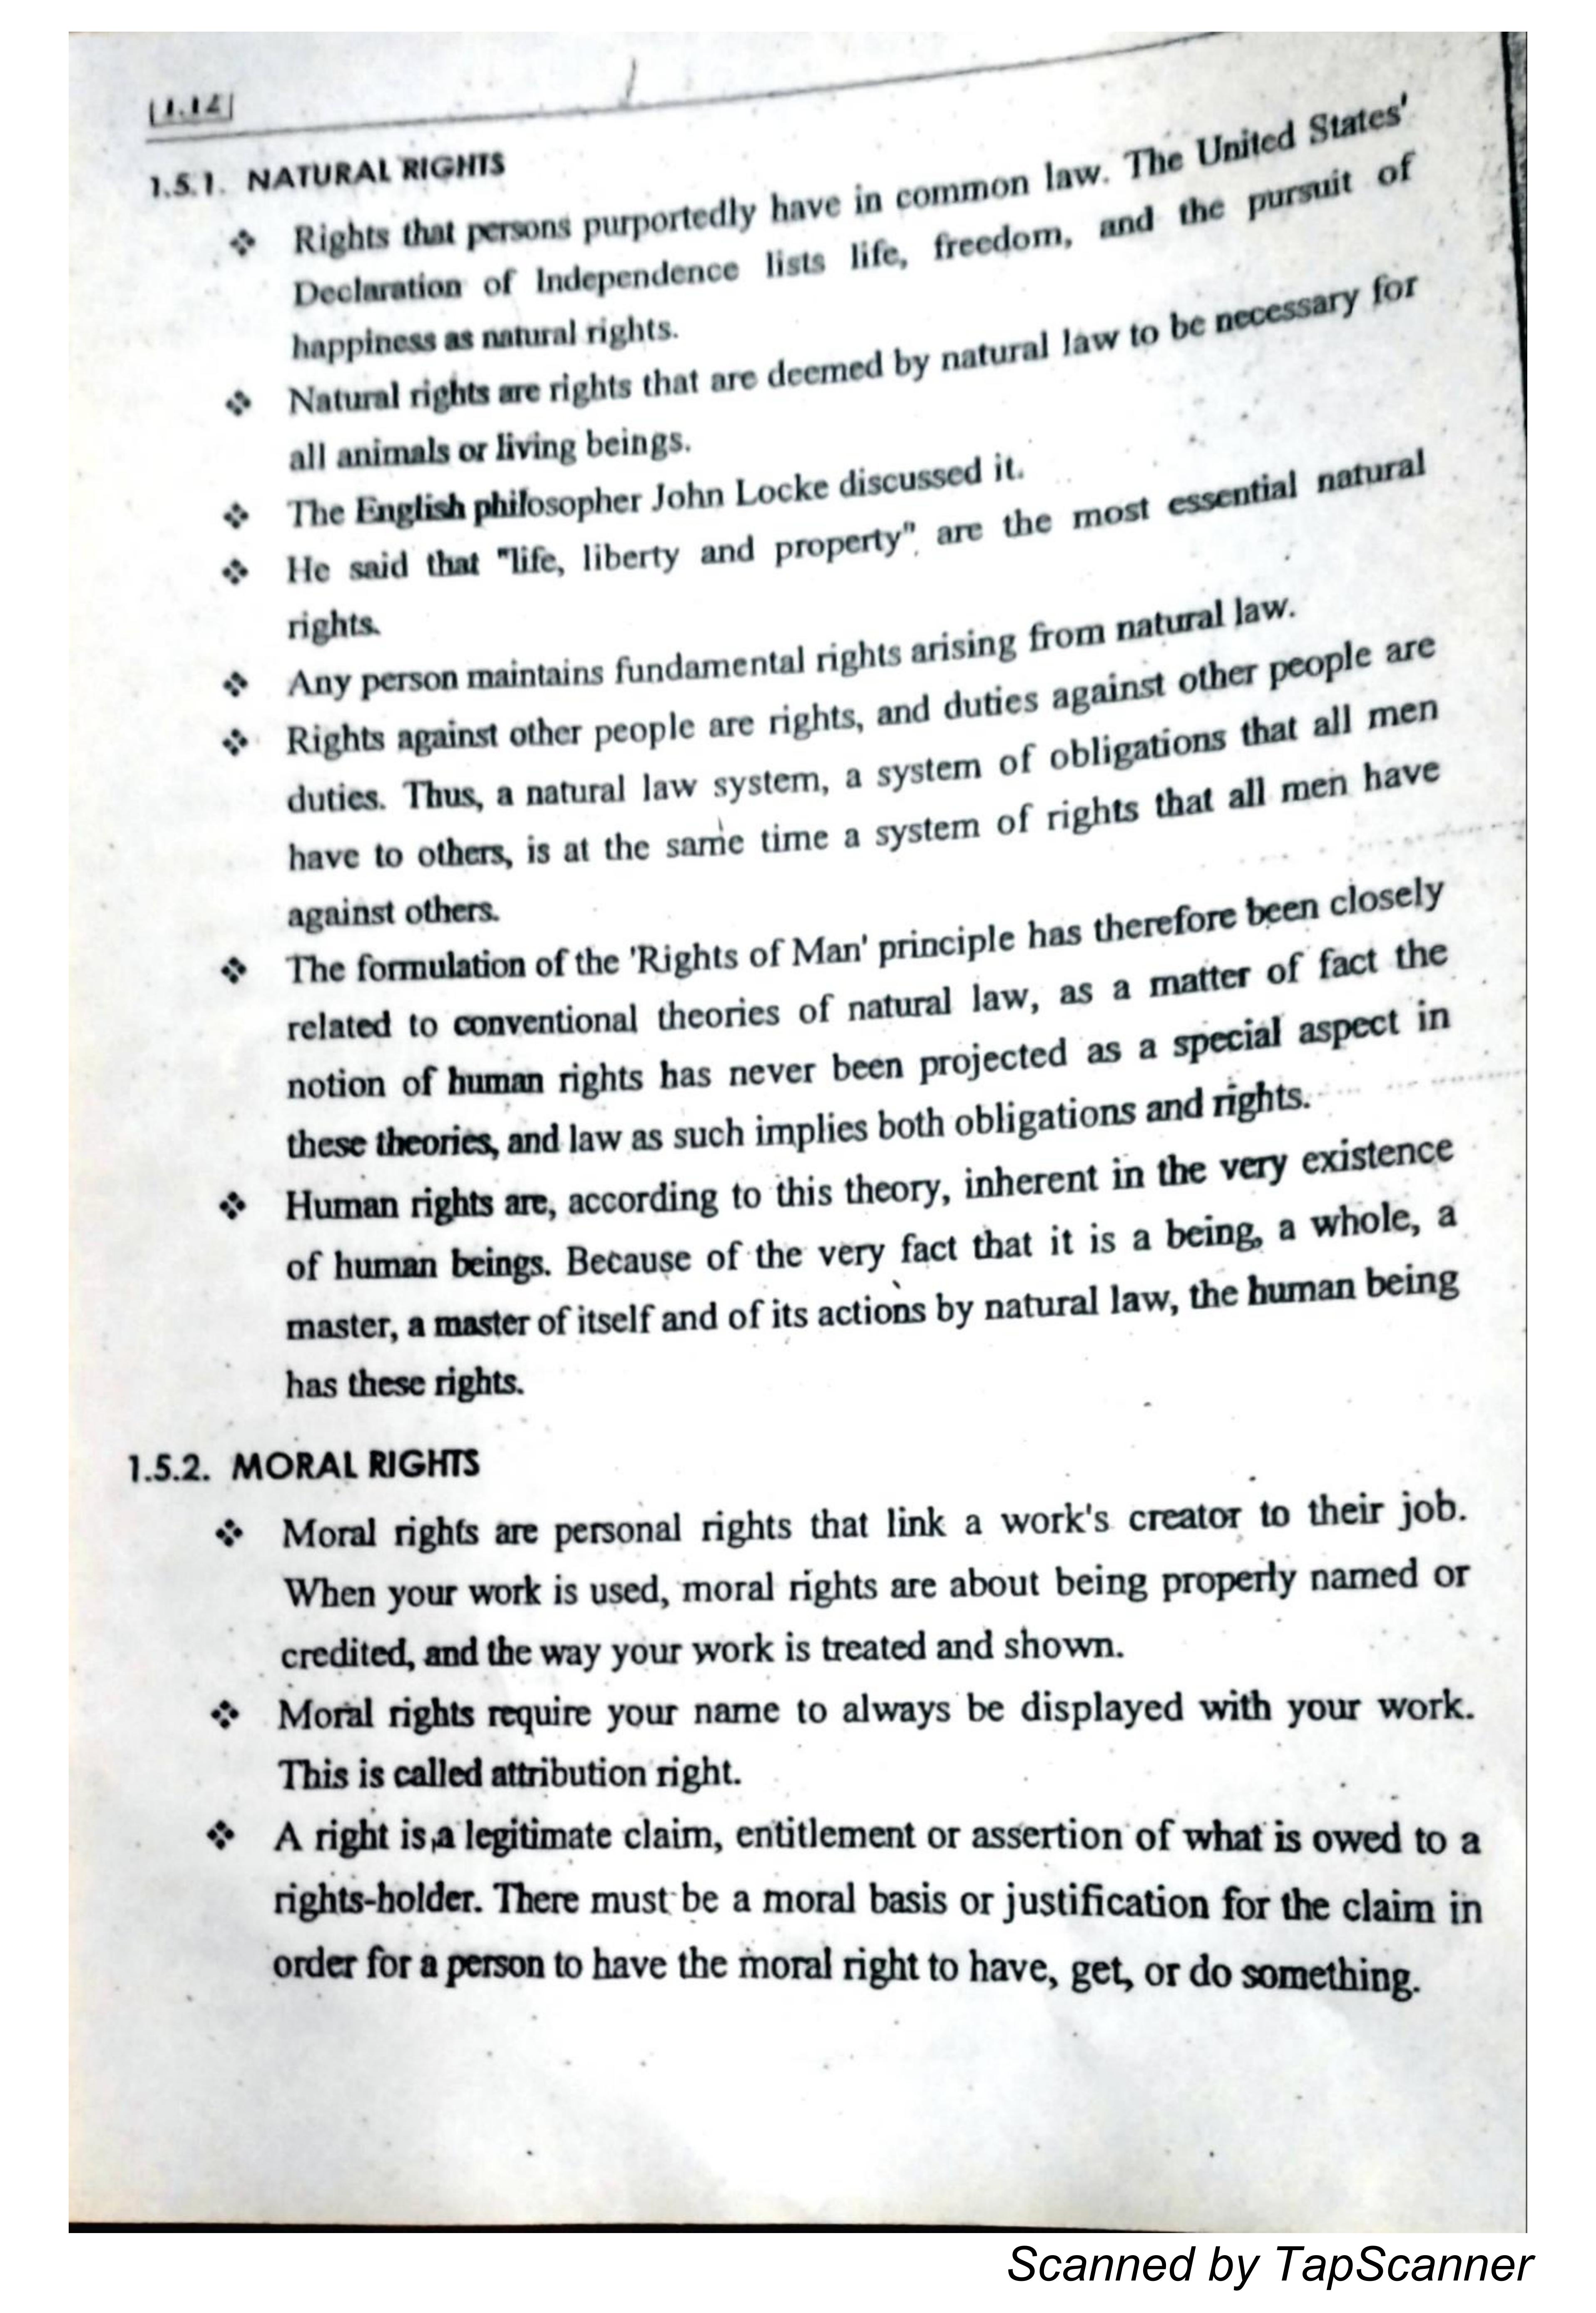 1.12
1.5.1. NATURAL RIGHTS
❖ Rights that persons purportedly have in common law. The United States'
Declaration of Independence lists life, freedom, and the pursuit of
happiness as natural rights.
❖ Natural rights are rights that are deemed by natural law to be necessary for
all animals or living beings.
❖ The English philosopher John Locke discussed it.
❖ He said that "life, liberty and property" are the most essential natural
rights.
❖ Any person maintains fundamental rights arising from natural law.
❖ Rights against other people are rights, and duties against other people are
duties. Thus, a natural law system, a system of obligations that all men
have to others, is at the same time a system of rights that all men have
against others.
❖ The formulation of the 'Rights of Man' principle has therefore been closely
related to conventional theories of natural law, as a matter of fact the
notion of human rights has never been projected as a special aspect in
these theories, and law as such implies both obligations and rights.
❖ Human rights are, according to this theory, inherent in the very existence
of human beings. Because of the very fact that it is a being, a whole, a
master, a master of itself and of its actions by natural law, the human being
has these rights.
1.5.2. MORAL RIGHTS
❖ Moral rights are personal rights that link a work's creator to their job.
When your work is used, moral rights are about being properly named or
credited, and the way your work is treated and shown.
❖ Moral rights require your name to always be displayed with your work.
This is called attribution right.
❖ A right is a legitimate claim, entitlement or assertion of what is owed to a
rights-holder. There must be a moral basis or justification for the claim in
order for a person to have the moral right to have, get, or do something.
Scanned by TapScanner